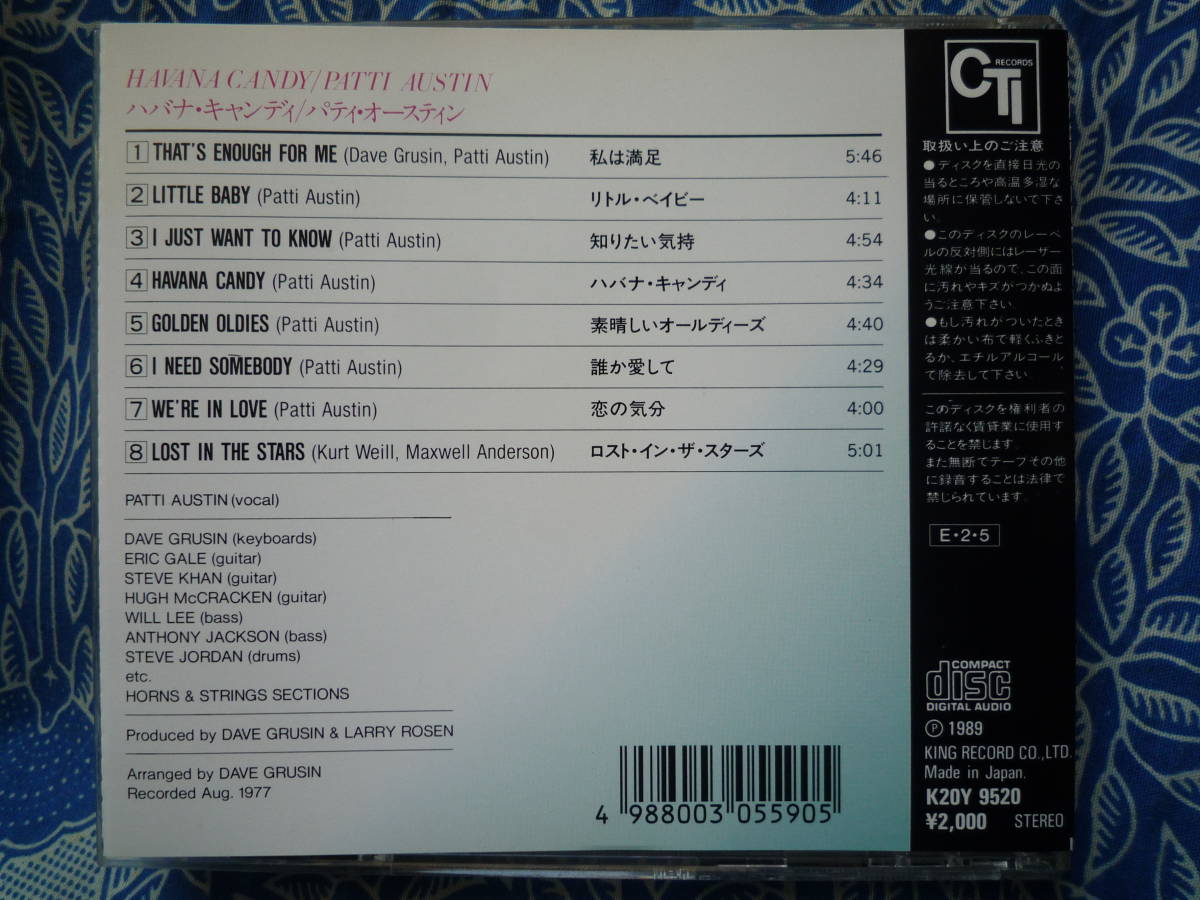 HAVANA CANDY/PATTI AUSTIN
ハバナ・キャンディ/パティ・オースティン
1 THAT'S ENOUGH FOR ME (Dave Grusin, Patti Austin) 私は満足 5:46
2 LITTLE BABY (Patti Austin) リトル・ベイビー 4:11
3 I JUST WANT TO KNOW (Patti Austin) 知りたい気持 4:54
4 HAVANA CANDY (Patti Austin) ハバナ・キャンディ 4:34
5 GOLDEN OLDIES (Patti Austin) 素晴しいオールディーズ 4:40
6 I NEED SOMEBODY (Patti Austin) 誰か愛して 4:29
7 WE'RE IN LOVE (Patti Austin) 恋の気分 4:00
8 LOST IN THE STARS (Kurt Weill, Maxwell Anderson) ロスト・イン・ザ・スターズ 5:01
PATTI AUSTIN (vocal)
DAVE GRUSIN (keyboards)
ERIC GALE (guitar)
STEVE KHAN (guitar)
HUGH McCRACKEN (guitar)
WILL LEE (bass)
ANTHONY JACKSON (bass)
STEVE JORDAN (drums)
etc.
HORNS & STRINGS SECTIONS
Produced by DAVE GRUSIN & LARRY ROSEN
Arranged by DAVE GRUSIN
Recorded Aug. 1977
4 988003 055905
CTI RECORDS
取扱い上のご注意
●ディスクを直接日光の
当るところや高温多湿な
場所に保管しないで下さ
い。
●このディスクのレーベ
ルの反対側にはレーザー
光線が当るので、この面
に汚れやキズがつかぬよ
うご注意下さい。
●もし汚れがついたとき
は柔かい布で軽くふきと
るか、エチルアルコール
で除去して下さい。
このディスクを権利者の
許諾なく賃貸業に使用す
ることを禁じます。
また無断でテープその他
に録音することは法律で
禁じられています。
E・2・5
COMPACT
disc
DIGITAL AUDIO
Ⓟ 1989
KING RECORD CO.,LTD.
Made in Japan.
K20Y 9520
¥2,000 STEREO